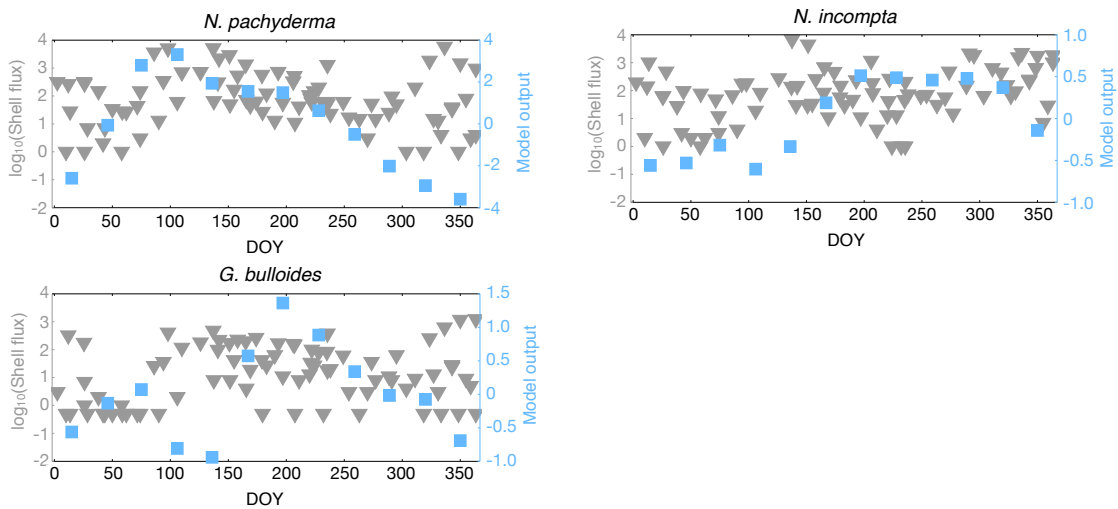 N. pachyderma
4
3
2
1
0
-1
-2
log₁₀(Shell flux)
4
2
0
-2
-4
Model output
0 50 100 150 200 250 300 350
DOY
N. incompta
4
3
2
1
0
-1
-2
log₁₀(Shell flux)
1.0
0.5
0
-0.5
-1.0
Model output
0 50 100 150 200 250 300 350
DOY
G. bulloides
4
3
2
1
0
-1
-2
log₁₀(Shell flux)
1.5
1.0
0.5
0
-0.5
-1.0
Model output
0 50 100 150 200 250 300 350
DOY